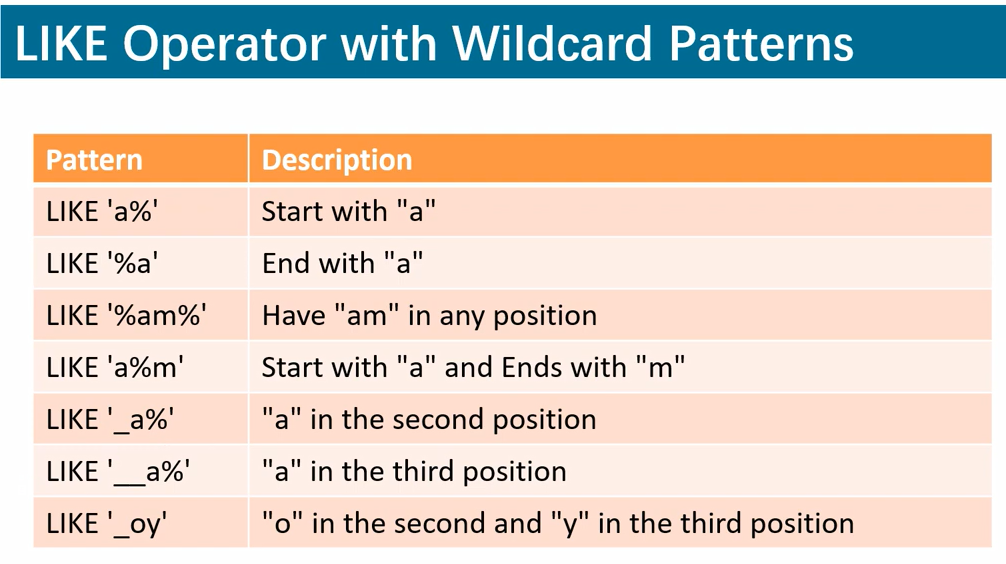 LIKE Operator with Wildcard Patterns
Pattern Description
LIKE 'a%' Start with "a"
LIKE '%a' End with "a"
LIKE '%am%' Have "am" in any position
LIKE 'a%m' Start with "a" and Ends with "m"
LIKE '_a%' "a" in the second position
LIKE '__a%' "a" in the third position
LIKE '_oy' "o" in the second and "y" in the third position